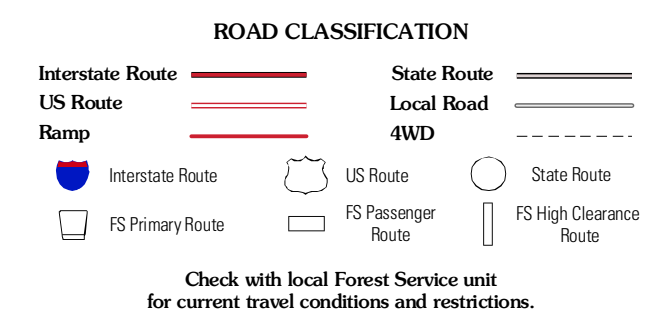 ROAD CLASSIFICATION
Interstate Route
State Route
US Route
Local Road
Ramp
4WD
Interstate Route
US Route
State Route
FS Primary Route
FS Passenger
Route
FS High Clearance
Route
Check with local Forest Service unit
for current travel conditions and restrictions.